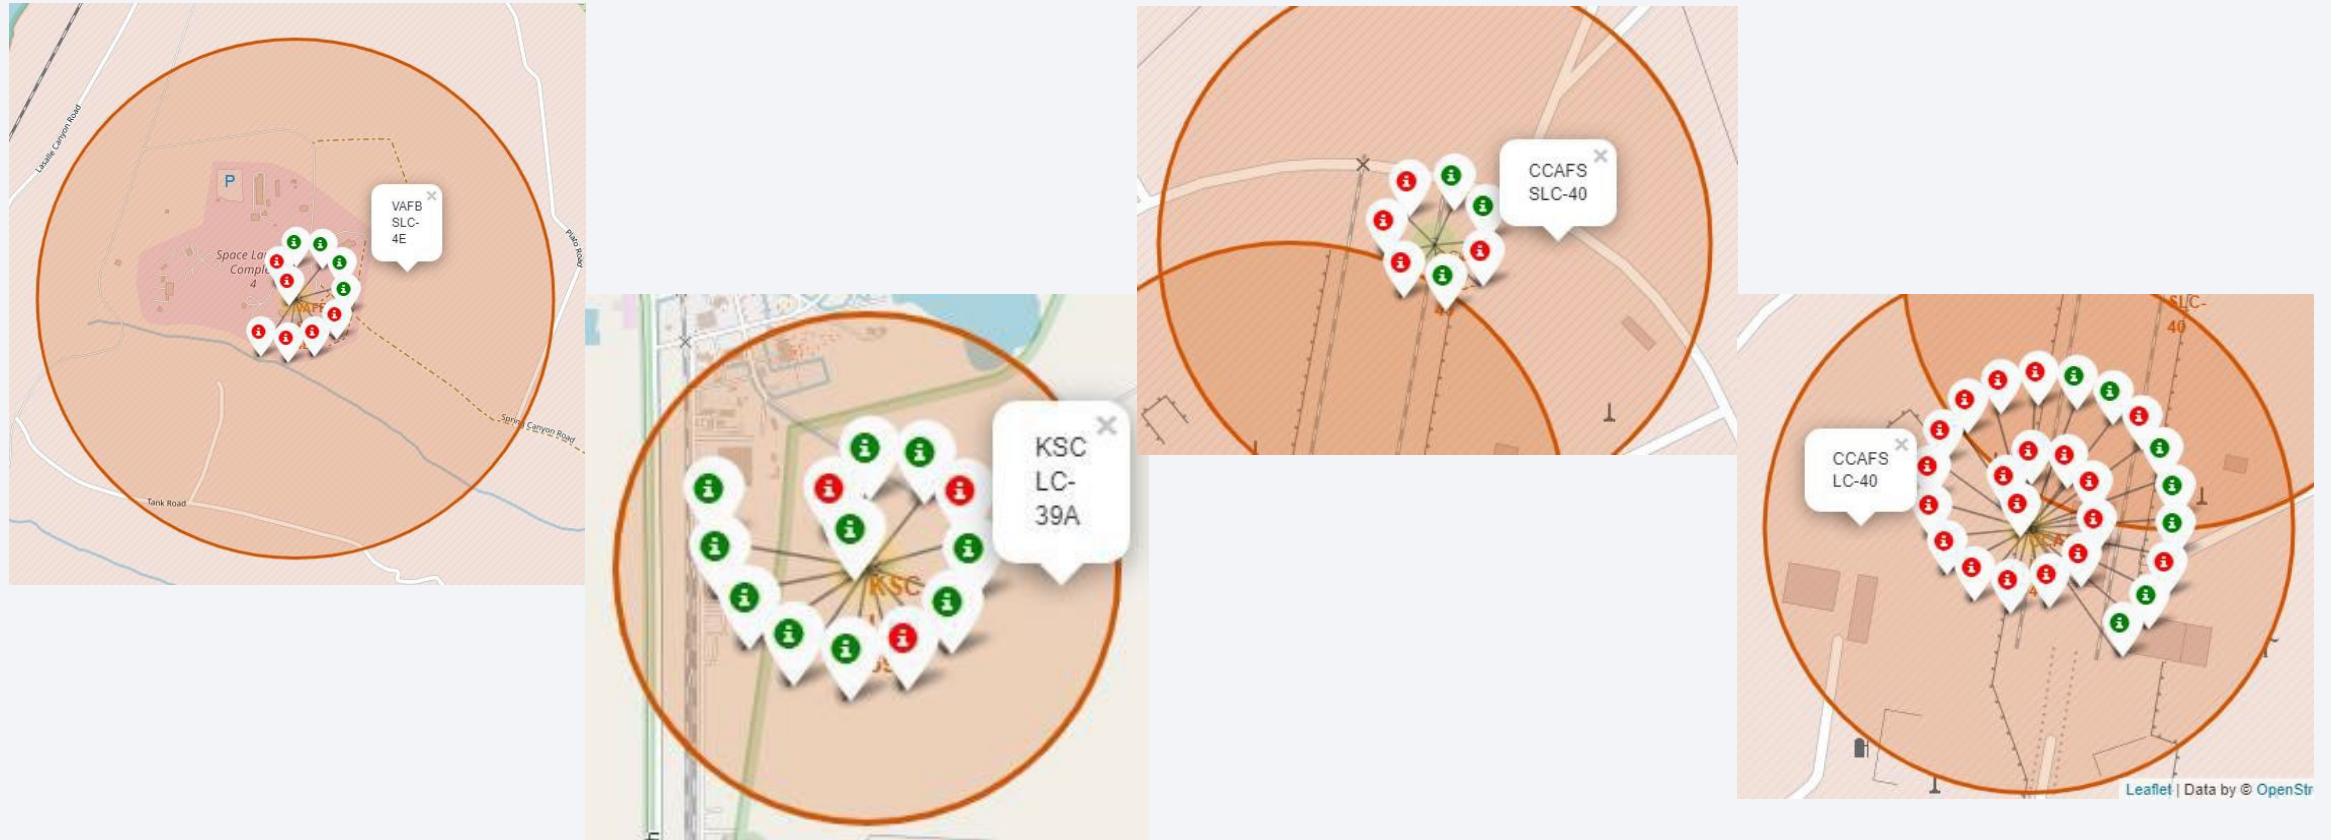 Lasalle Canyon Road
P
VAFB
SLC-
4E
Space La
Comple
4
VAFB
Plato Road
Spring Canyon Road
Tank Road
KSC
LC-
39A
KSC
CCAFS
SLC-40
SLC-
40
CCAFS
LC-40
Leaflet | Data by © OpenStr